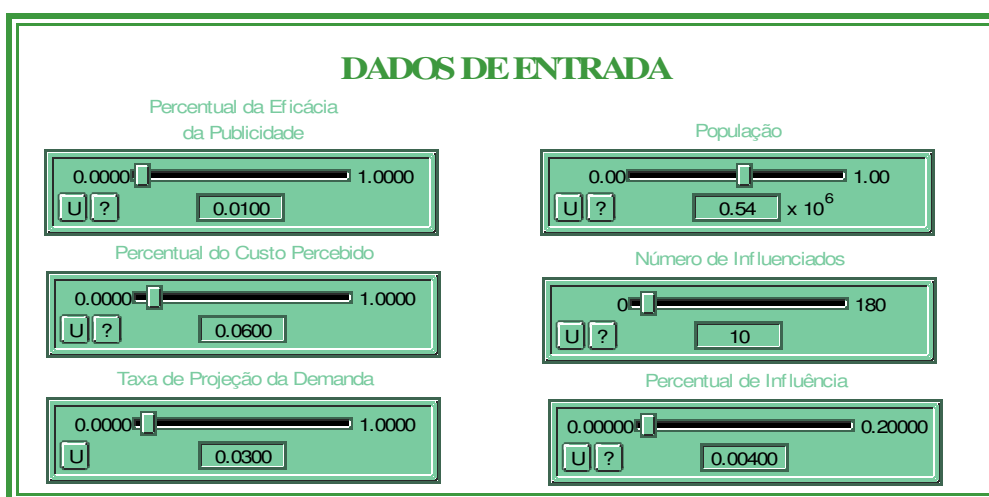 DADOS DE ENTRADA
Percentual da Eficácia
da Publicidade
0.0000 1.0000
U ? 0.0100
Percentual do Custo Percebido
0.0000 1.0000
U ? 0.0600
Taxa de Projeção da Demanda
0.0000 1.0000
U 0.0300
População
0.00 1.00
U ? 0.54 x 10^6
Número de Influenciados
0 180
U ? 10
Percentual de Influência
0.00000 0.20000
U ? 0.00400